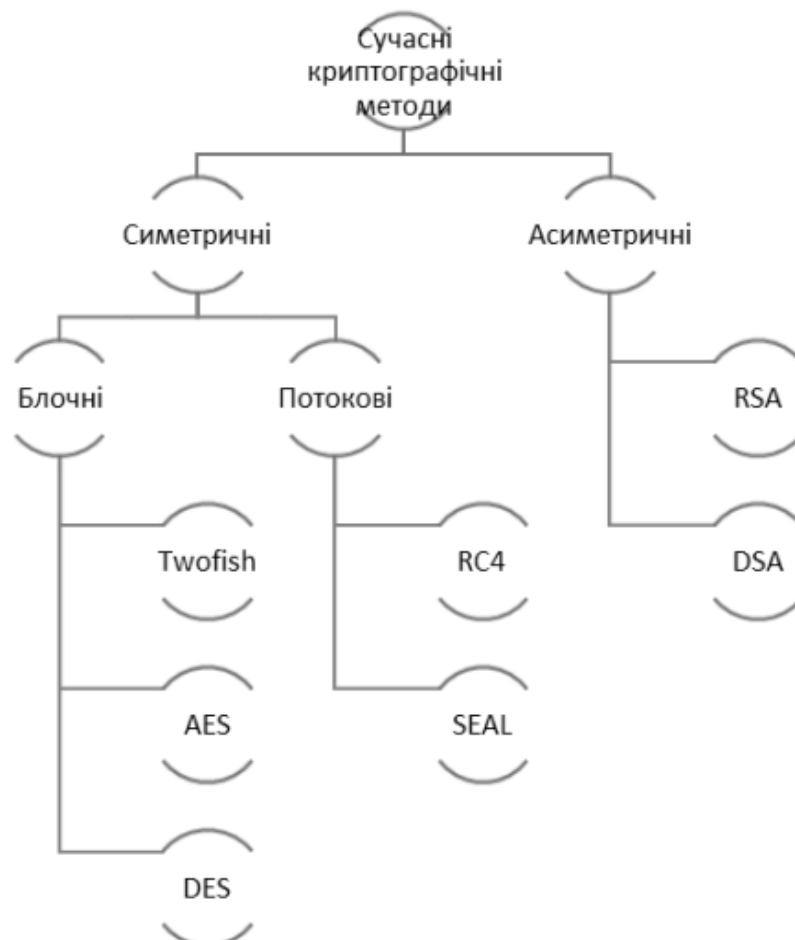 Сучасні
криптографічні
методи
Симетричні
Асиметричні
Блочні
Потокові
RSA
Twofish
RC4
DSA
AES
SEAL
DES